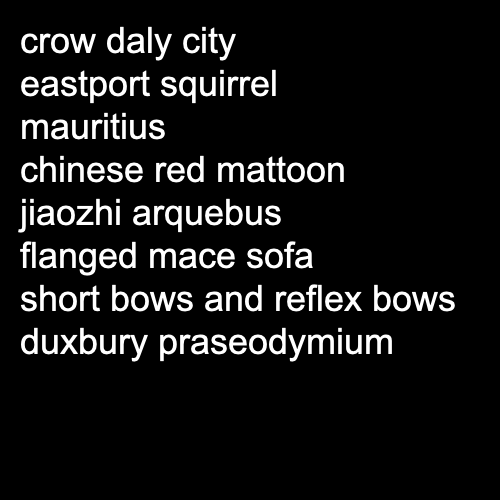 crow daly city
eastport squirrel
mauritius
chinese red mattoon
jiaozhi arquebus
flanged mace sofa
short bows and reflex bows
duxbury praseodymium